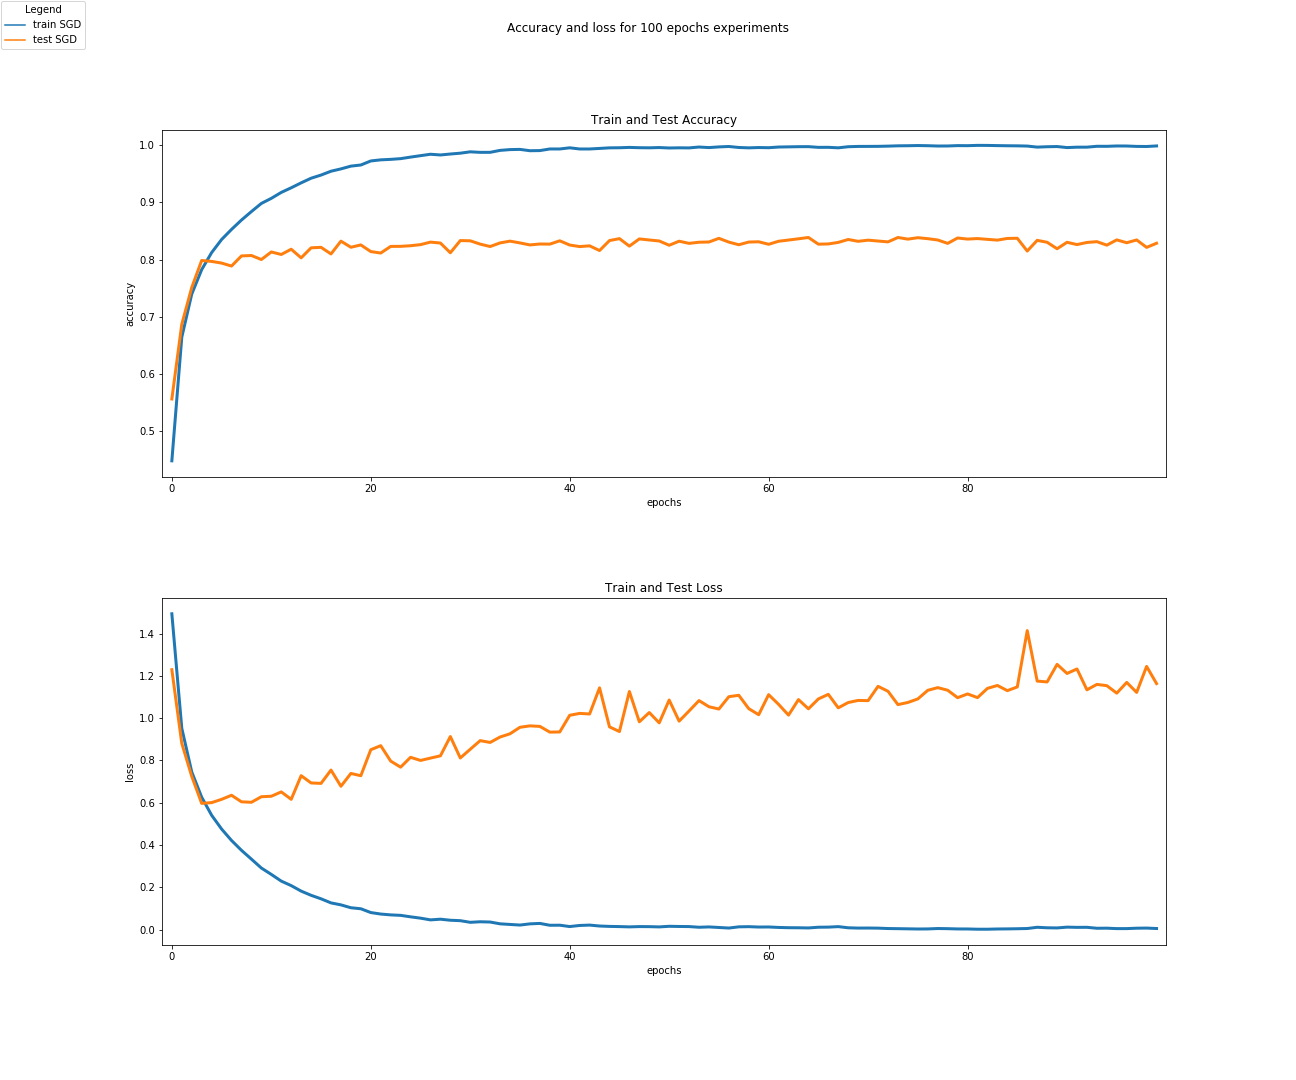 Legend
train SGD
test SGD
Accuracy and loss for 100 epochs experiments
Train and Test Accuracy
1.0
0.9
0.8
0.7
0.6
0.5
accuracy
0 20 40 60 80
epochs
Train and Test Loss
1.4
1.2
1.0
0.8
0.6
0.4
0.2
0.0
loss
0 20 40 60 80
epochs